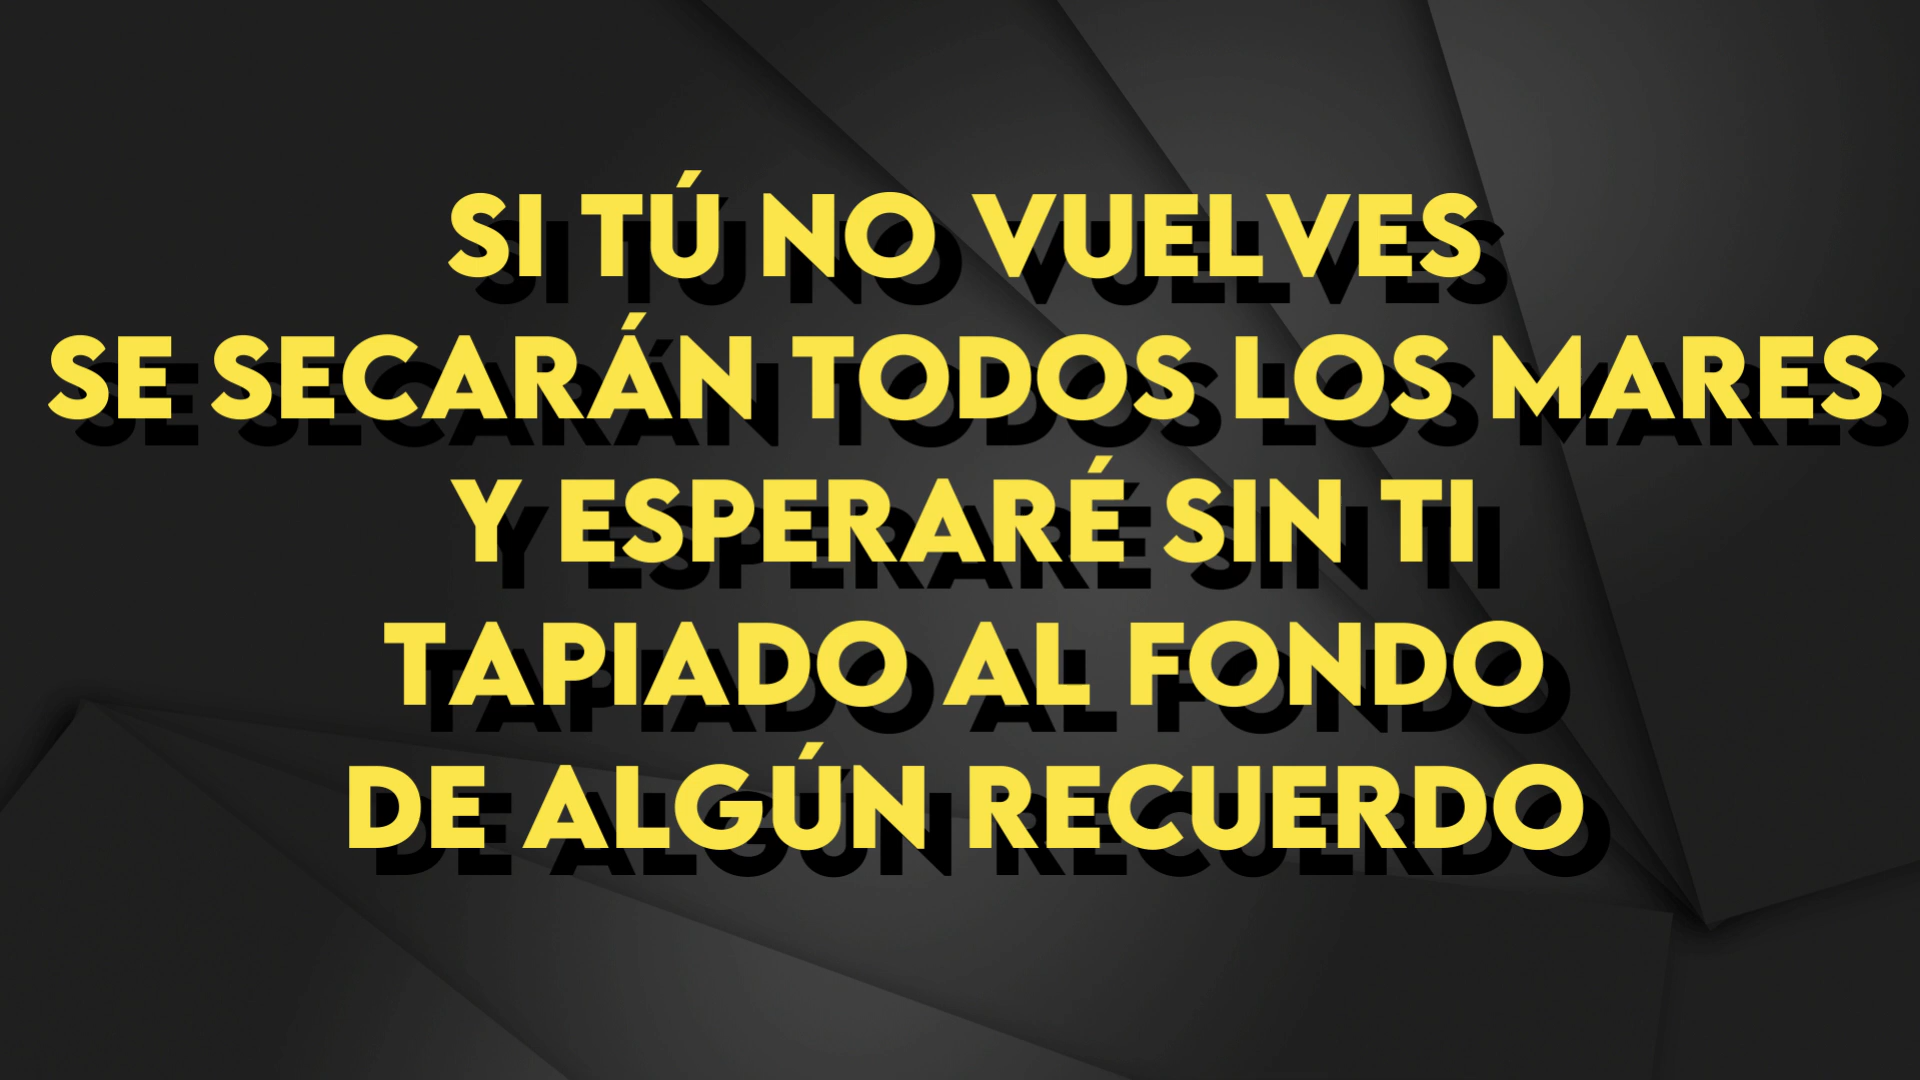 SI TÚ NO VUELVES
SE SECARÁN TODOS LOS MARES
Y ESPERARÉ SIN TI
TAPIADO AL FONDO
DE ALGÚN RECUERDO